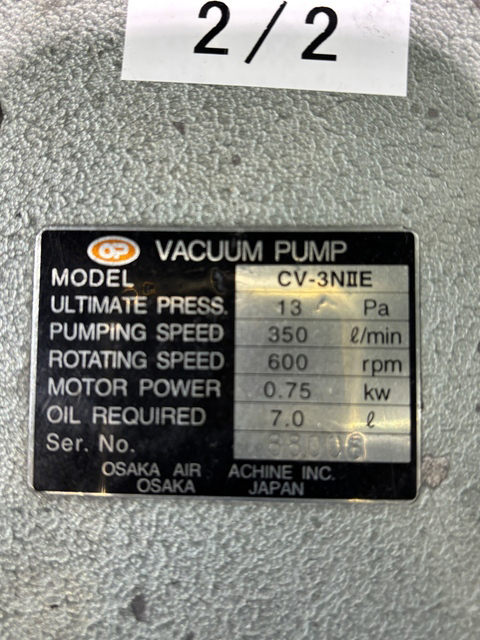 2/2
OP VACUUM PUMP
MODEL CV-3NⅡE
ULTIMATE PRESS. 13 Pa
PUMPING SPEED 350 ℓ/min
ROTATING SPEED 600 rpm
MOTOR POWER 0.75 kw
OIL REQUIRED 7.0 ℓ
Ser. No.
OSAKA AIR ACHINE INC.
OSAKA JAPAN